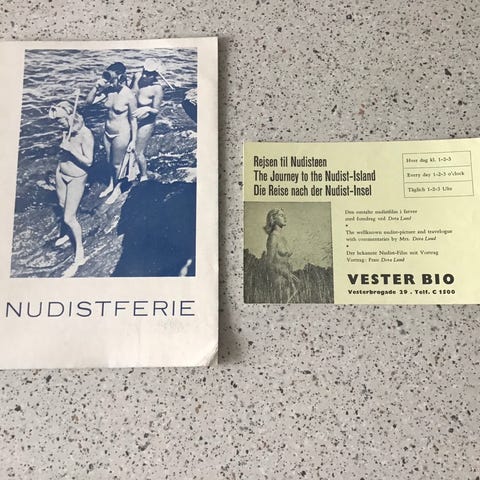 NUDISTFERIE
Rejsen til Nudistøen
The Journey to the Nudist-Island
Die Reise nach der Nudist-Insel
Hver dag kl. 1-2-3
Every day 1-2-3 o'clock
Täglich 1-2-3 Uhr
Den omtalte nudistfilm i farver
med foredrag ved Dora Lund
The wellknown nudist-picture and travelogue
with commentaries by Mrs. Dora Lund
Der bekannte Nudist-Film mit Vortrag
Vortrag: Frau Dora Lund
VESTER BIO
Vesterbrogade 29 . Telf. C 1500